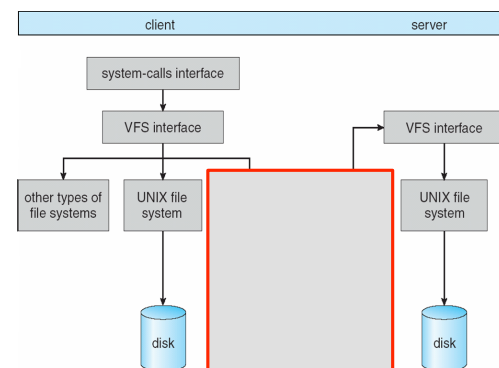 client
server
system-calls interface
VFS interface
VFS interface
other types of
file systems
UNIX file
system
UNIX file
system
disk
disk